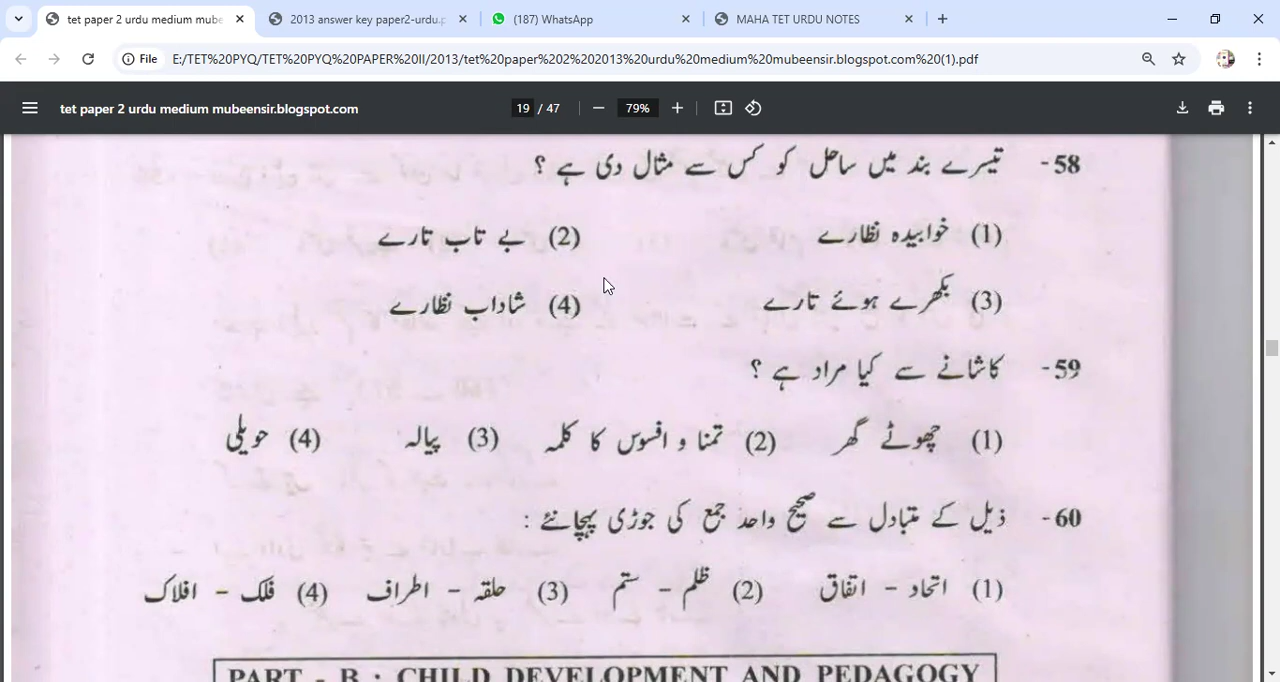 tet paper 2 urdu medium mube
2013 answer key paper2-urdu.p
(187) WhatsApp
MAHA TET URDU NOTES
File
E:/TET%20PYQ/TET%20PYQ%20PAPER%20II/2013/tet%20paper%202%202013%20urdu%20medium%20mubeensir.blogspot.com%20(1).pdf
tet paper 2 urdu medium mubeensir.blogspot.com
19 / 47
79%
58- تیسرے بند میں ساحل کو کس سے مثال دی ہے ؟
(1) خوابیدہ نظارے (2) بے تاب تارے
(3) بکھرے ہوئے تارے (4) شاداب نظارے
59- کاشانے سے کیا مراد ہے ؟
(1) چھوٹے گھر (2) تمنا و افسوس کا کلمہ (3) پیالہ (4) حویلی
60- ذیل کے متبادل سے صحیح واحد جمع کی جوڑی پہچانئے :
(1) اتحاد - اتفاق (2) ظلم - ستم (3) حلقہ - اطراف (4) فلک - افلاک
PART - B : CHILD DEVELOPMENT AND PEDAGOGY